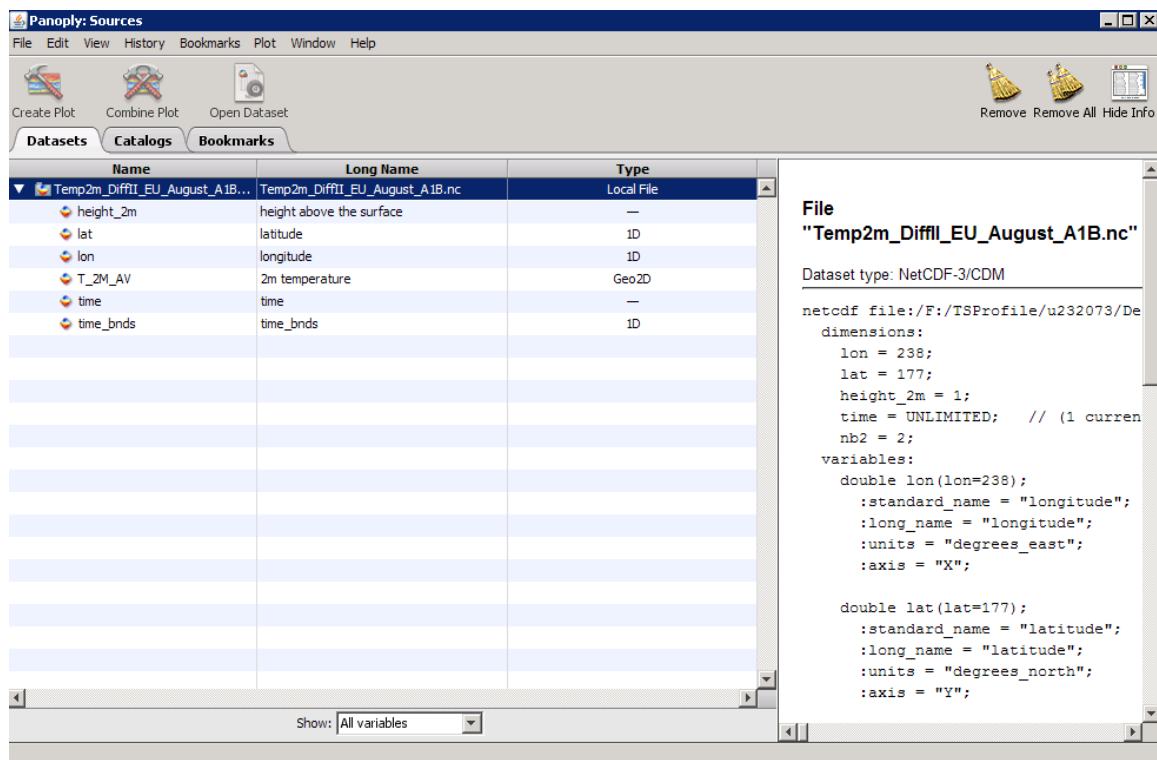 Panoply: Sources
File Edit View History Bookmarks Plot Window Help
Create Plot Combine Plot Open Dataset Remove Remove All Hide Info
Datasets Catalogs Bookmarks
Name Long Name Type
Temp2m_DiffII_EU_August_A1B... Temp2m_DiffII_EU_August_A1B.nc Local File
height_2m height above the surface —
lat latitude 1D
lon longitude 1D
T_2M_AV 2m temperature Geo2D
time time —
time_bnds time_bnds 1D
Show: All variables
File
"Temp2m_DiffII_EU_August_A1B.nc"
Dataset type: NetCDF-3/CDM
netcdf file:/F:/TSProfile/u232073/De
dimensions:
lon = 238;
lat = 177;
height_2m = 1;
time = UNLIMITED; // (1 curren
nb2 = 2;
variables:
double lon(lon=238);
:standard_name = "longitude";
:long_name = "longitude";
:units = "degrees_east";
:axis = "X";
double lat(lat=177);
:standard_name = "latitude";
:long_name = "latitude";
:units = "degrees_north";
:axis = "Y";